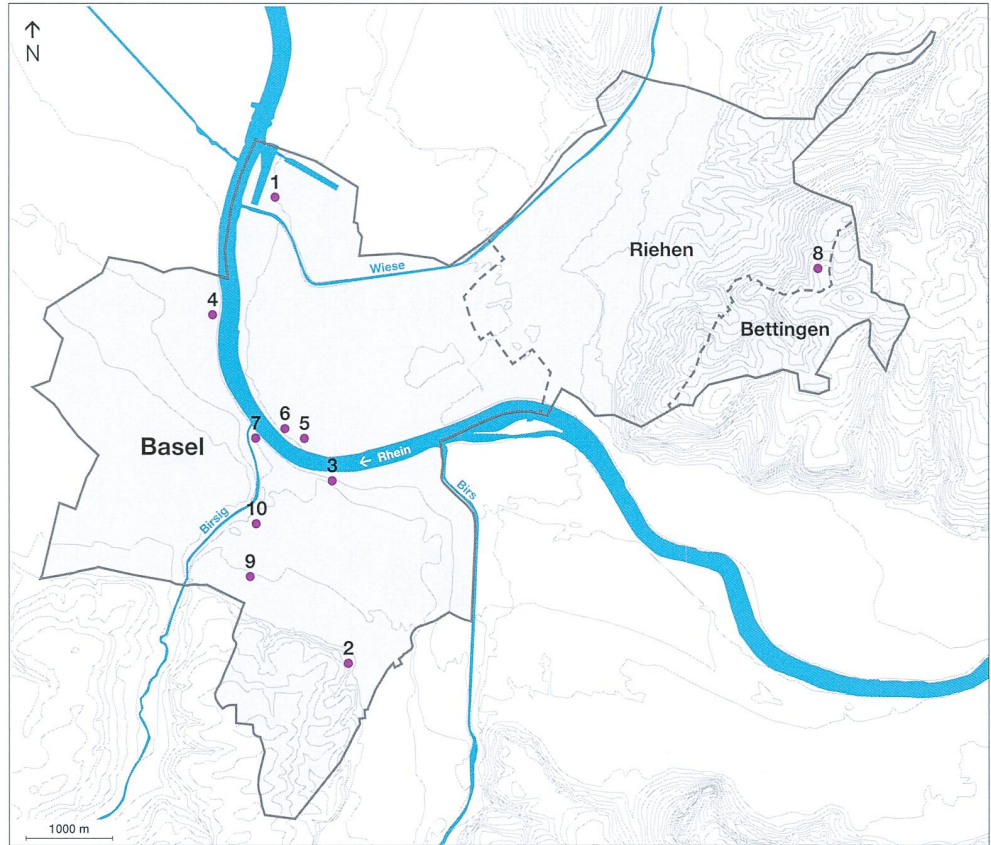 ↑
N
1
Wiese
Riehen
8
4
Bettingen
6
7
5
Basel
← Rhein
3
Birs
Birsig
10
9
2
1000 m